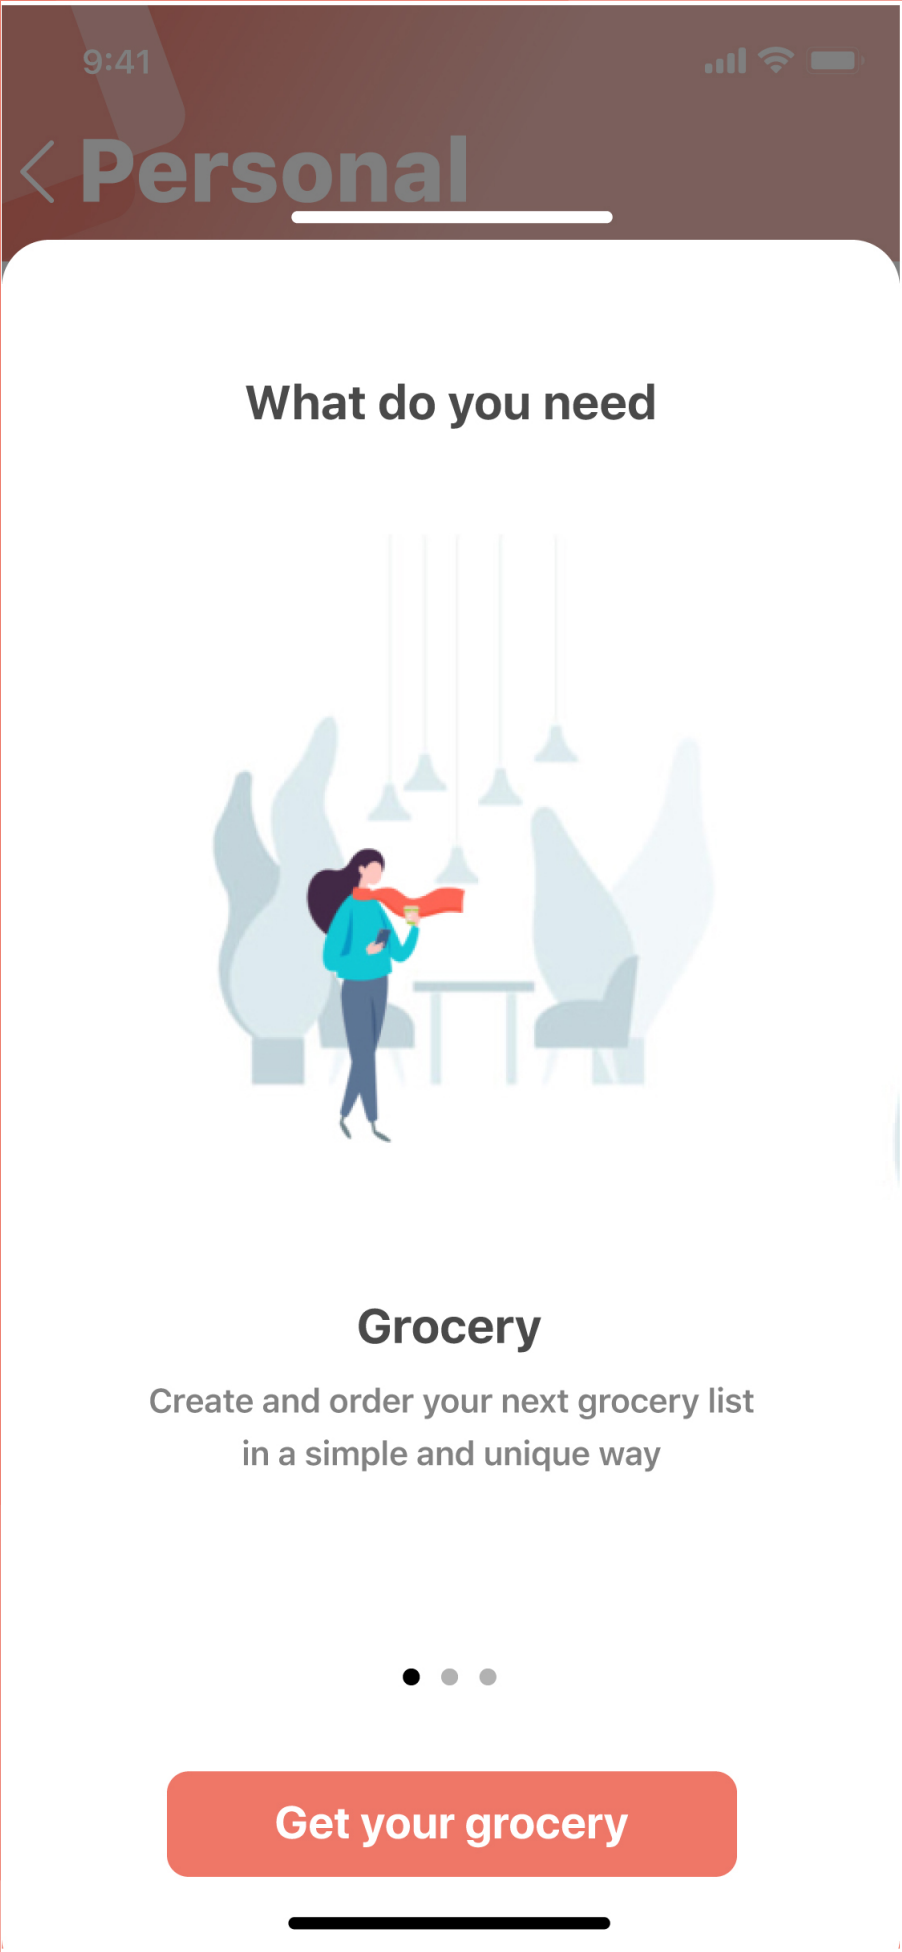 9:41
Personal
What do you need
Grocery
Create and order your next grocery list
in a simple and unique way
Get your grocery